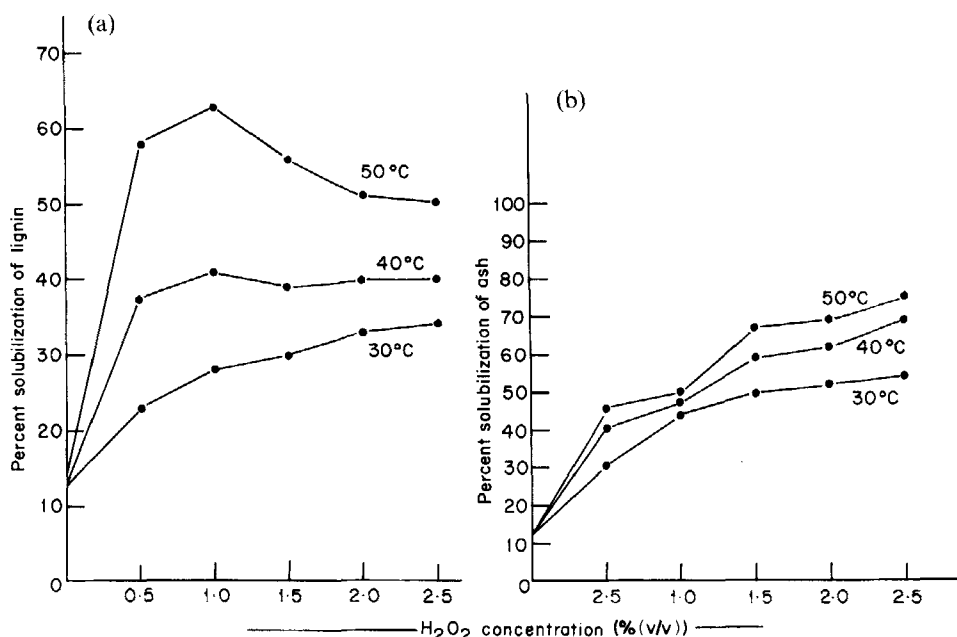 (a)
70
60
50
40
30
20
10
0
Percent solubilization of lignin
50°C
40°C
30°C
0·5 1·0 1·5 2·0 2·5
(b)
100
90
80
70
60
50
40
30
20
10
0
Percent solubilization of ash
50°C
40°C
30°C
2·5 1·0 1·5 2·0 2·5
H₂O₂ concentration (%(v/v))